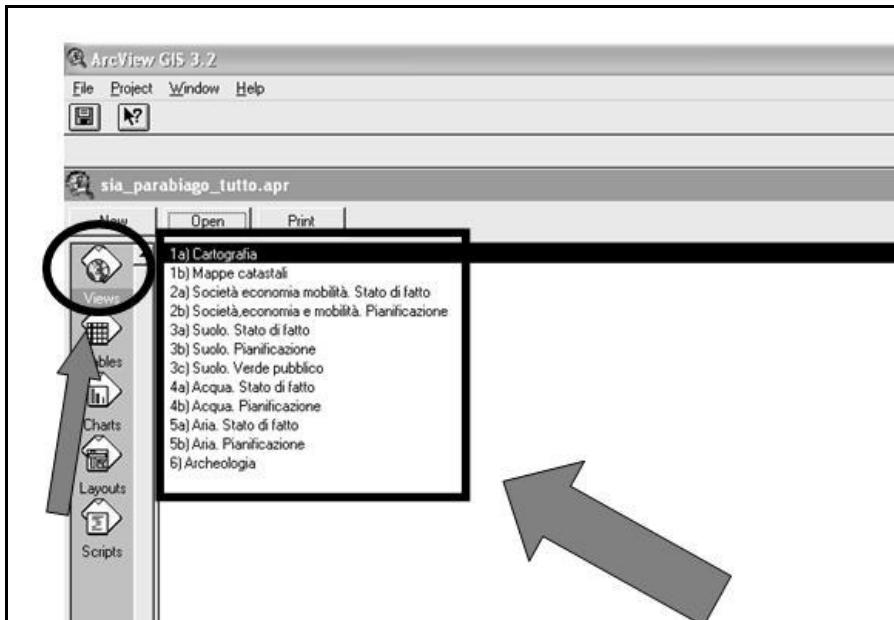 ArcView GIS 3.2
File Project Window Help
sia_parabiago_tutto.apr
New Open Print
1a) Cartografia
1b) Mappe catastali
2a) Società economia mobilità. Stato di fatto
2b) Società,economia e mobilità. Pianificazione
3a) Suolo. Stato di fatto
3b) Suolo. Pianificazione
3c) Suolo. Verde pubblico
4a) Acqua. Stato di fatto
4b) Acqua. Pianificazione
5a) Aria. Stato di fatto
5b) Aria. Pianificazione
6) Archeologia
Views
Charts
Layouts
Scripts